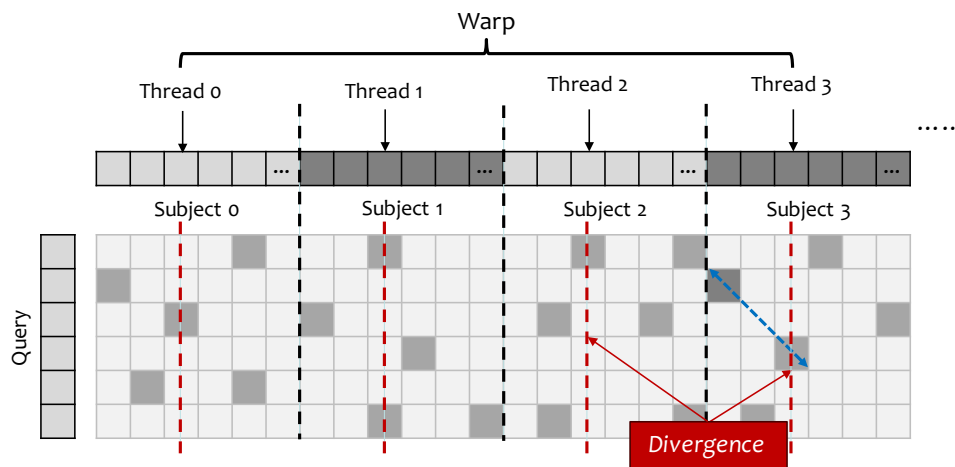 Warp
Thread 0
Thread 1
Thread 2
Thread 3
.....
... ... ... ...
Subject 0
Subject 1
Subject 2
Subject 3
Query
Divergence